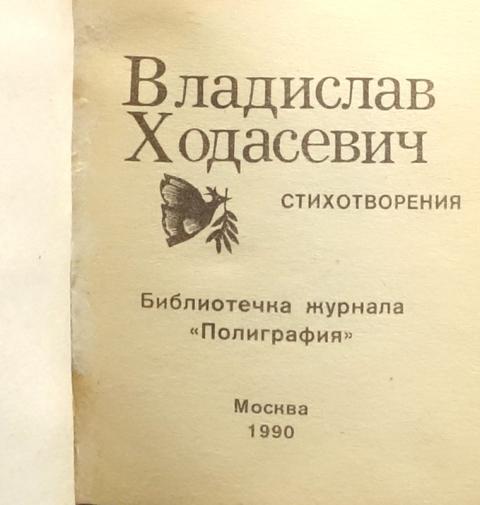 Владислав
Ходасевич
СТИХОТВОРЕНИЯ
Библиотечка журнала
«Полиграфия»
Москва
1990